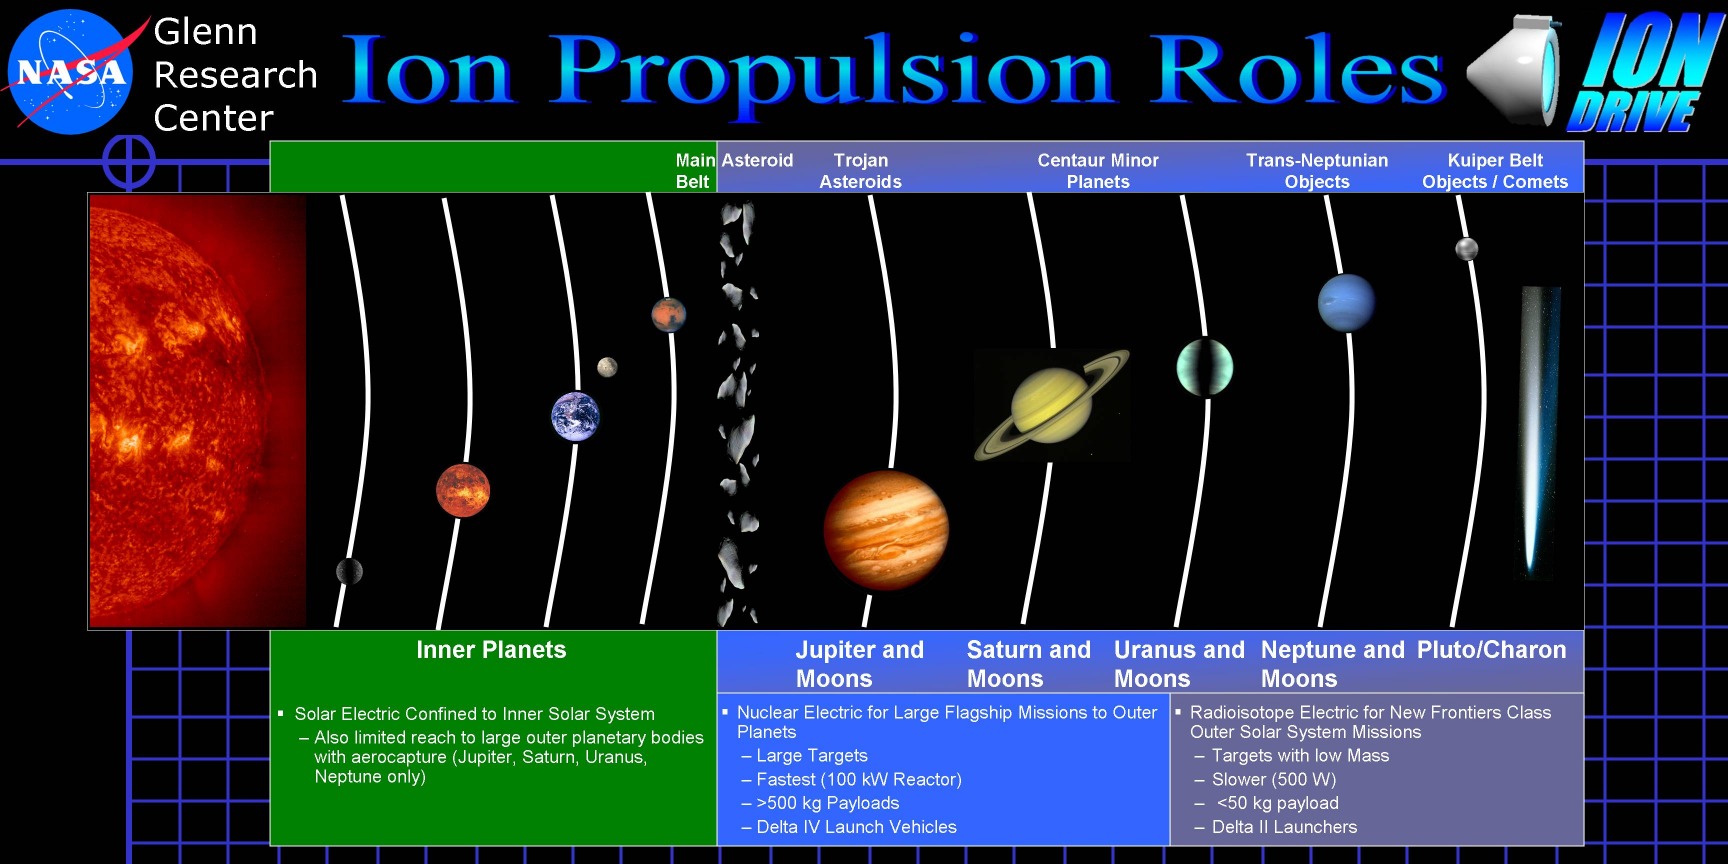 NASA
Glenn
Research
Center
Ion Propulsion Roles
ION
DRIVE
Main Asteroid
Belt
Trojan
Asteroids
Centaur Minor
Planets
Trans-Neptunian
Objects
Kuiper Belt
Objects / Comets
Inner Planets
Jupiter and
Moons
Saturn and
Moons
Uranus and
Moons
Neptune and
Moons
Pluto/Charon
▪ Solar Electric Confined to Inner Solar System
– Also limited reach to large outer planetary bodies
with aerocapture (Jupiter, Saturn, Uranus,
Neptune only)
▪ Nuclear Electric for Large Flagship Missions to Outer
Planets
– Large Targets
– Fastest (100 kW Reactor)
– >500 kg Payloads
– Delta IV Launch Vehicles
▪ Radioisotope Electric for New Frontiers Class
Outer Solar System Missions
– Targets with low Mass
– Slower (500 W)
– <50 kg payload
– Delta II Launchers